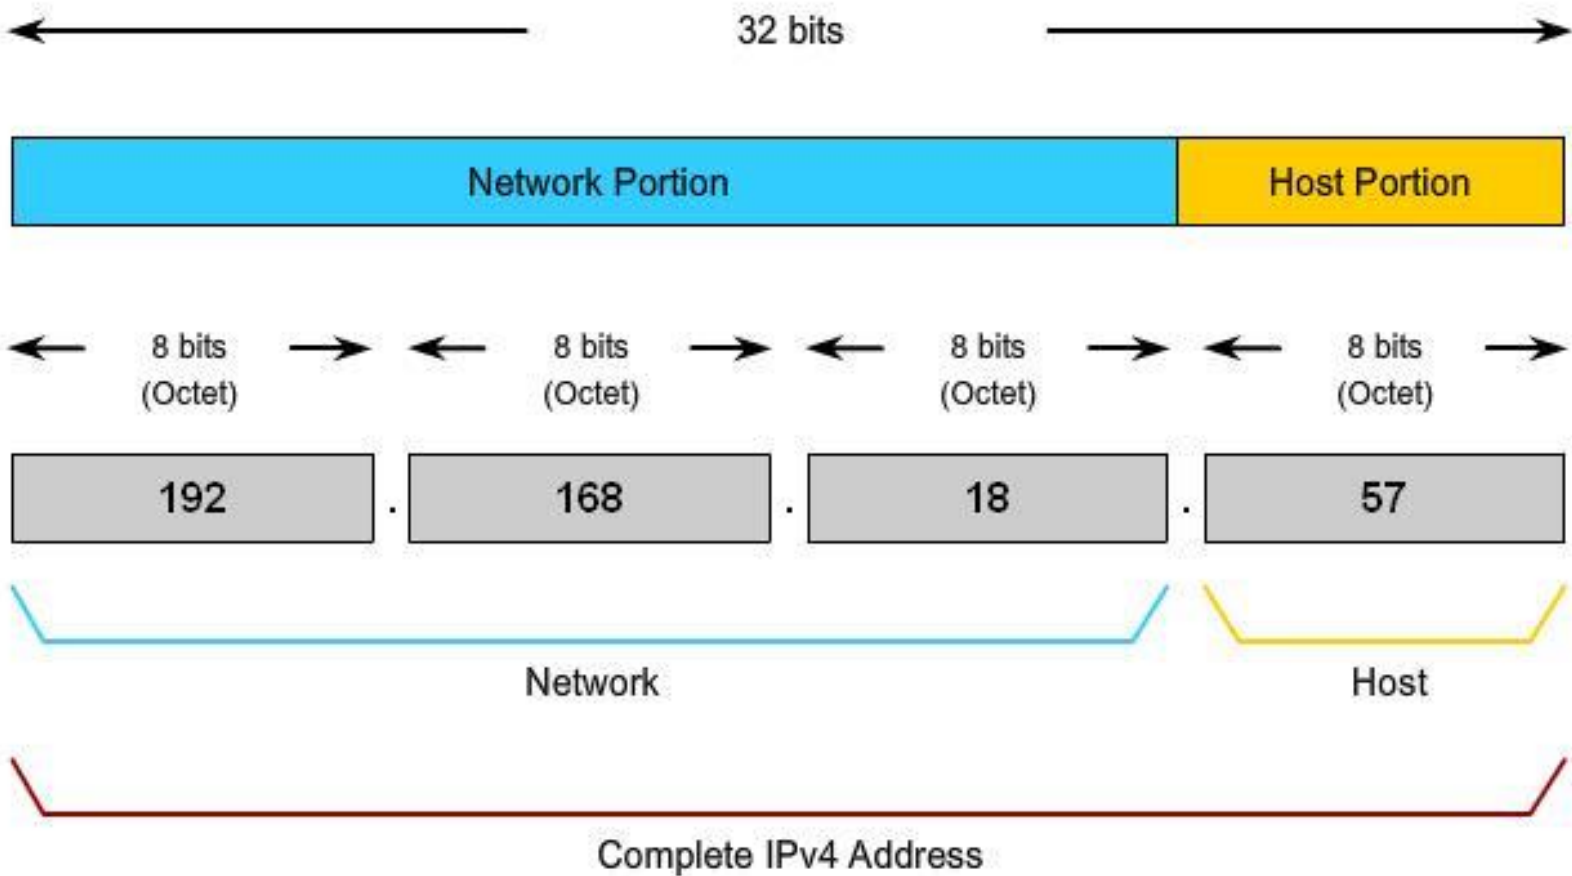 32 bits
Network Portion Host Portion
8 bits 8 bits 8 bits 8 bits
(Octet) (Octet) (Octet) (Octet)
192 . 168 . 18 . 57
Network Host
Complete IPv4 Address